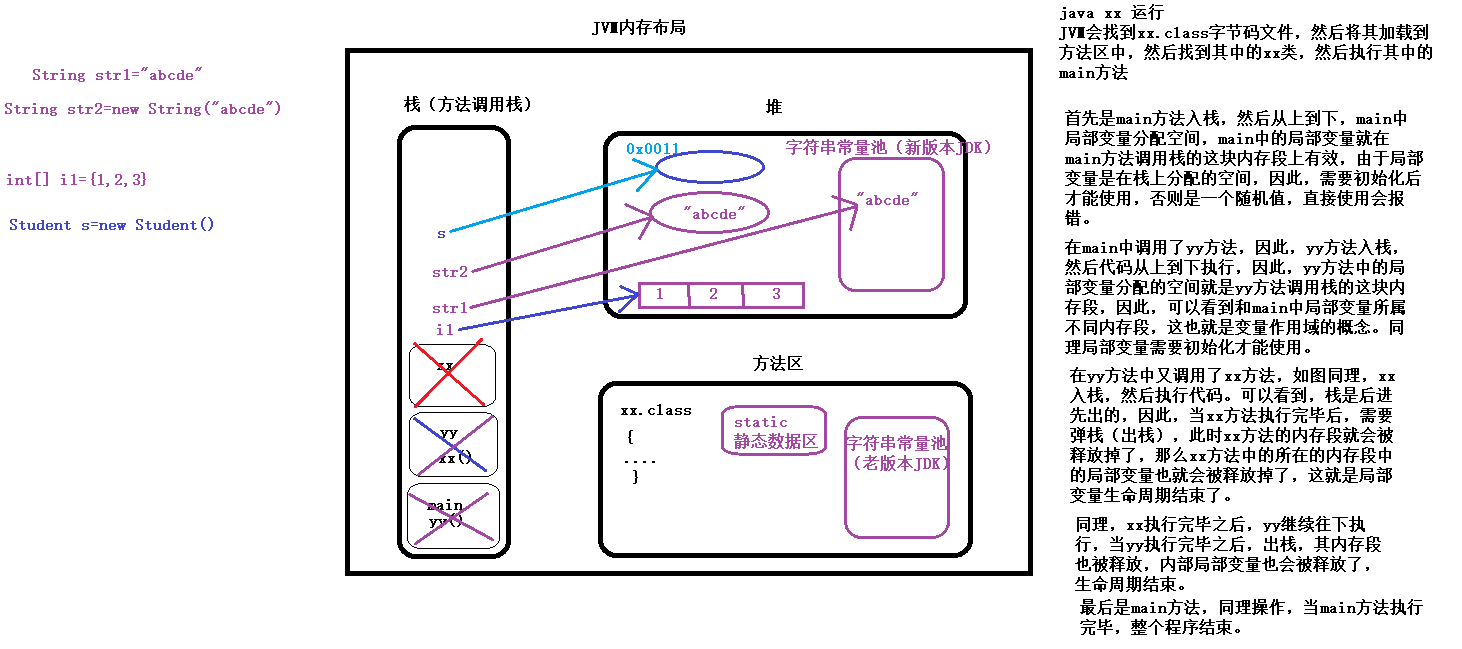 JVM内存布局
String str1="abcde"
String str2=new String("abcde")
int[] i1={1,2,3}
Student s=new Student()
栈（方法调用栈）
s
str2
str1
i1
xx
yy
xx()
main
yy()
堆
0x0011
字符串常量池（新版本JDK）
"abcde"
"abcde"
1 2 3
方法区
xx.class
{
....
}
static
静态数据区
字符串常量池
（老版本JDK）
java xx 运行
JVM会找到xx.class字节码文件，然后将其加载到
方法区中，然后找到其中的xx类，然后执行其中的
main方法
首先是main方法入栈，然后从上到下，main中
局部变量分配空间，main中的局部变量就在
main方法调用栈的这块内存段上有效，由于局部
变量是在栈上分配的空间，因此，需要初始化后
才能使用，否则是一个随机值，直接使用会报
错。
在main中调用了yy方法，因此，yy方法入栈，
然后代码从上到下执行，因此，yy方法中的局
部变量分配的空间就是yy方法调用栈的这块内
存段，因此，可以看到和main中局部变量所属
不同内存段，这也就是变量作用域的概念。同
理局部变量需要初始化才能使用。
在yy方法中又调用了xx方法，如图同理，xx
入栈，然后执行代码。可以看到，栈是后进
先出的，因此，当xx方法执行完毕后，需要
弹栈（出栈），此时xx方法的内存段就会被
释放掉了，那么xx方法中的所在的内存段中
的局部变量也就会被释放掉了，这就是局部
变量生命周期结束了。
同理，xx执行完毕之后，yy继续往下执
行，当yy执行完毕之后，出栈，其内存段
也被释放，内部局部变量也会被释放了，
生命周期结束。
最后是main方法，同理操作，当main方法执行
完毕，整个程序结束。